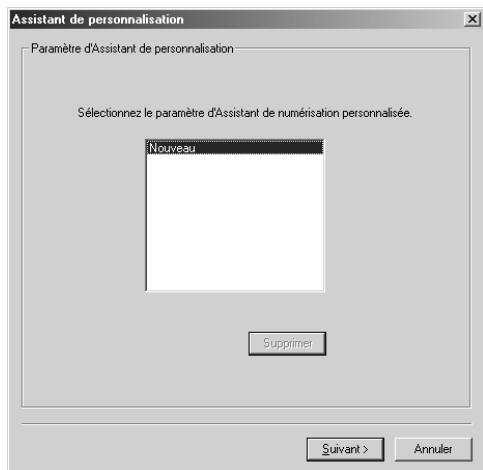 Assistant de personnalisation
Paramètre d'Assistant de personnalisation
Sélectionnez le paramètre d'Assistant de numérisation personnalisée.
Nouveau
Supprimer
Suivant >
Annuler